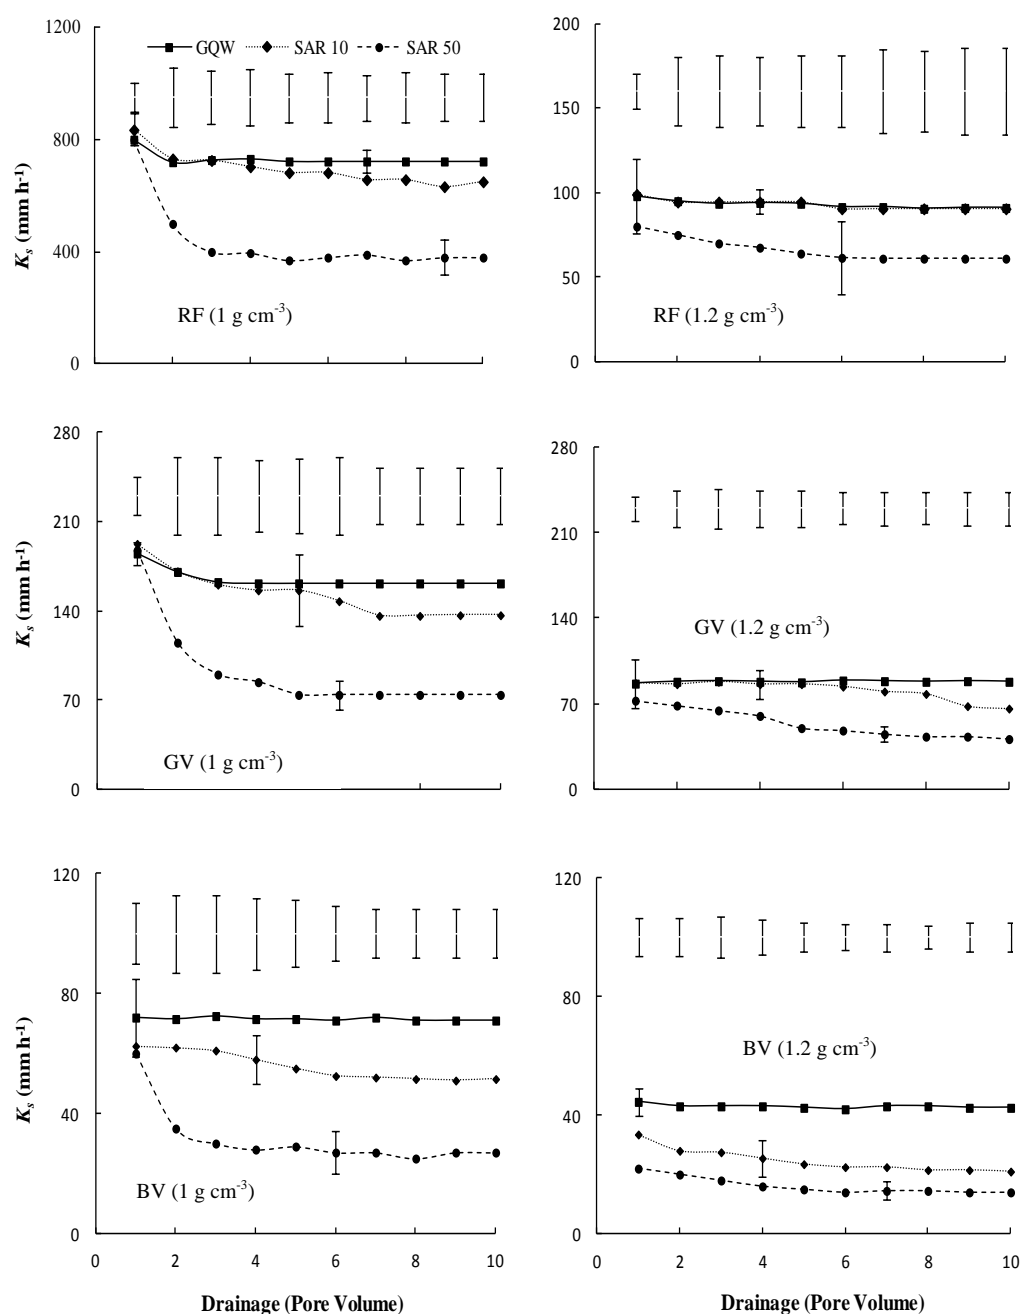 1200
GQW SAR 10 SAR 50
800
400
0
Kₛ (mm h⁻¹)
RF (1 g cm⁻³)
200
150
100
50
0
RF (1.2 g cm⁻³)
280
210
140
70
0
Kₛ (mm h⁻¹)
GV (1 g cm⁻³)
280
210
140
70
0
GV (1.2 g cm⁻³)
120
80
40
0
Kₛ (mm h⁻¹)
BV (1 g cm⁻³)
0 2 4 6 8 10
Drainage (Pore Volume)
120
80
40
0
BV (1.2 g cm⁻³)
0 2 4 6 8 10
Drainage (Pore Volume)